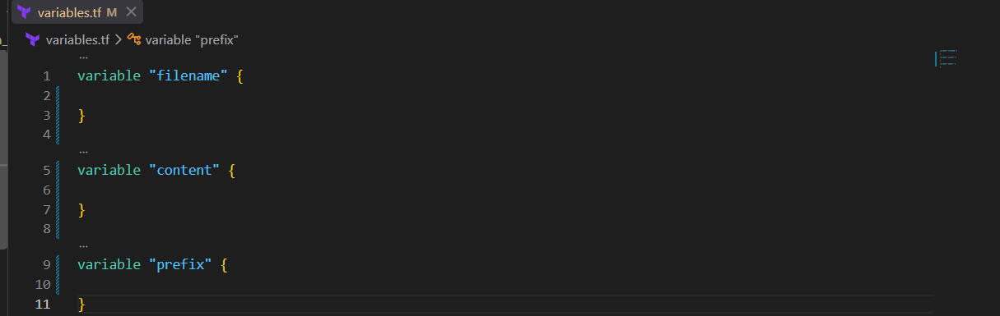 variables.tf M
variables.tf > variable "prefix"
...
1 variable "filename" {
2
3 }
4
...
5 variable "content" {
6
7 }
8
...
9 variable "prefix" {
10
11 }